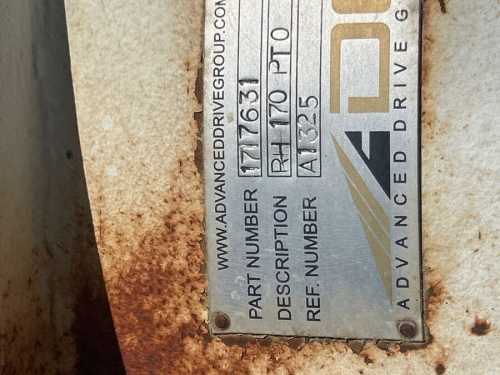 WWW.ADVANCEDDRIVEGROUP.COM
PART NUMBER 1717631
DESCRIPTION RH 170 PTO
REF. NUMBER A1325
ADVANCED DRIVE G